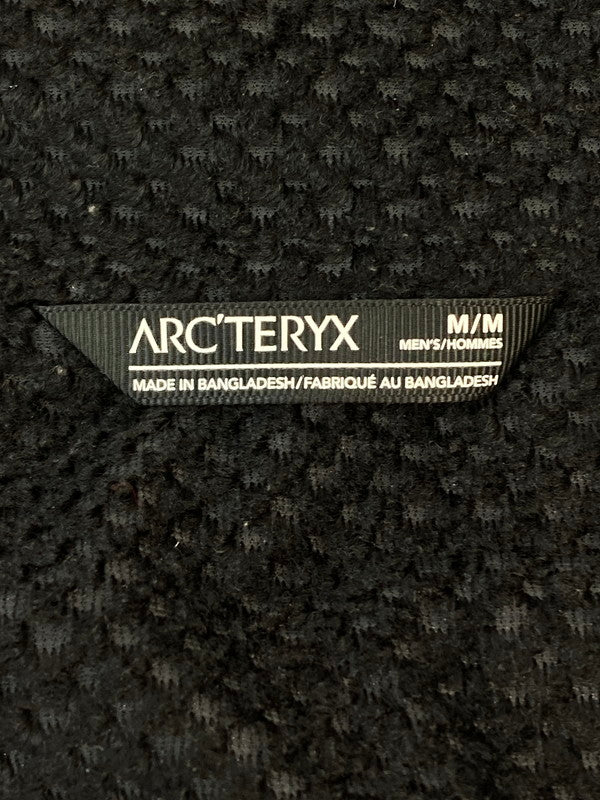 ARC'TERYX
M/M
MEN'S/HOMMES
MADE IN BANGLADESH/FABRIQUÉ AU BANGLADESH